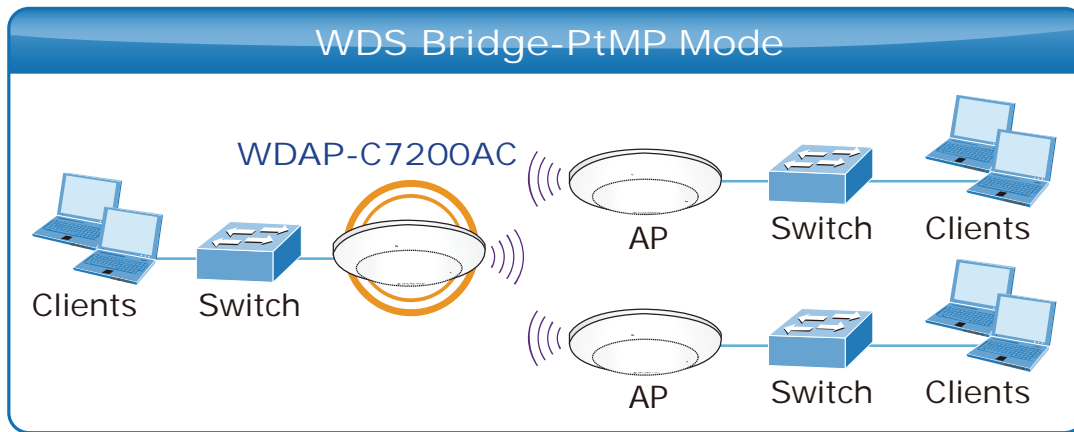 WDS Bridge-PtMP Mode
WDAP-C7200AC
Clients
Switch
AP
Switch
Clients
AP
Switch
Clients